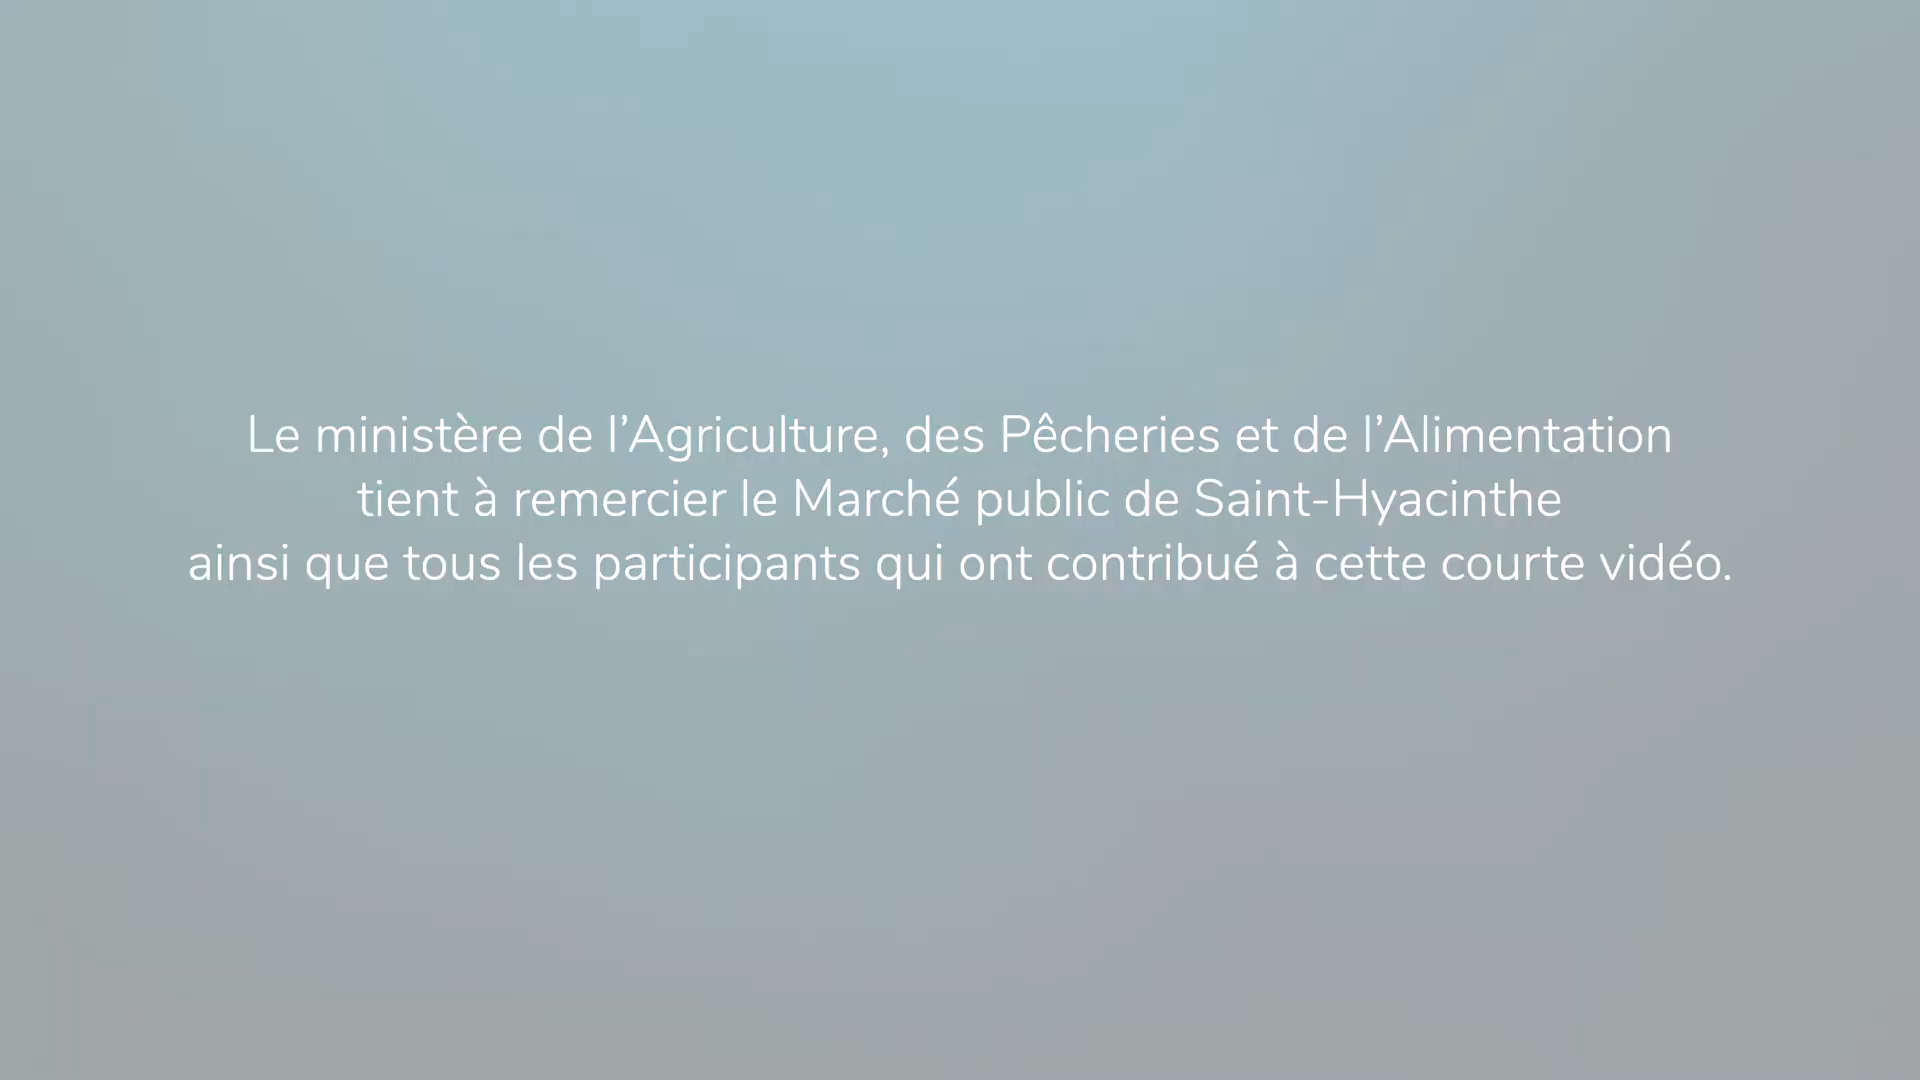 Le ministère de l’Agriculture, des Pêcheries et de l’Alimentation
tient à remercier le Marché public de Saint-Hyacinthe
ainsi que tous les participants qui ont contribué à cette courte vidéo.